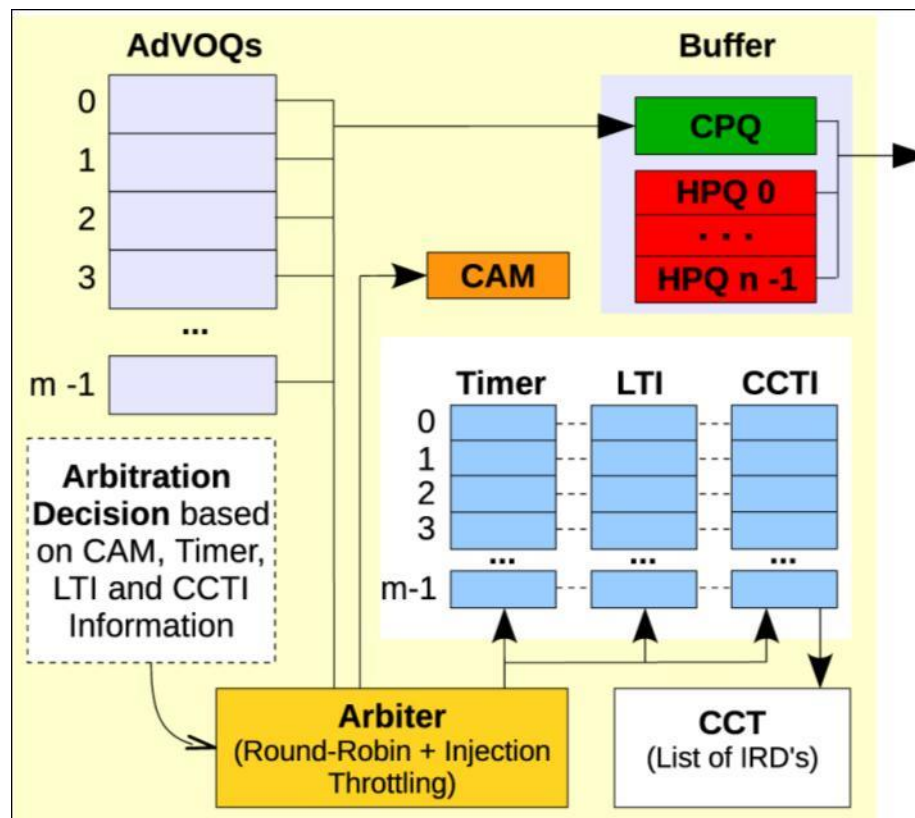 AdVOQs
0
1
2
3
...
m -1
Buffer
CPQ
HPQ 0
. . .
HPQ n -1
CAM
Timer LTI CCTI
0
1
2
3
... ... ...
m-1
Arbitration
Decision based
on CAM, Timer,
LTI and CCTI
Information
Arbiter
(Round-Robin + Injection
Throttling)
CCT
(List of IRD's)